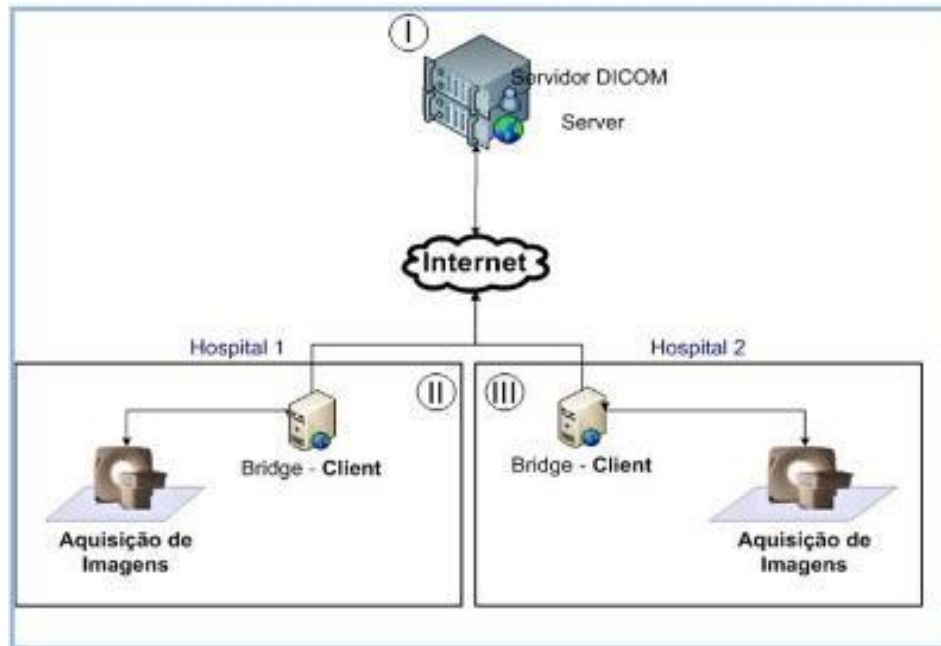 I
Servidor DICOM
Server
Internet
Hospital 1
Hospital 2
II
III
Bridge - Client
Bridge - Client
Aquisição de
Imagens
Aquisição de
Imagens